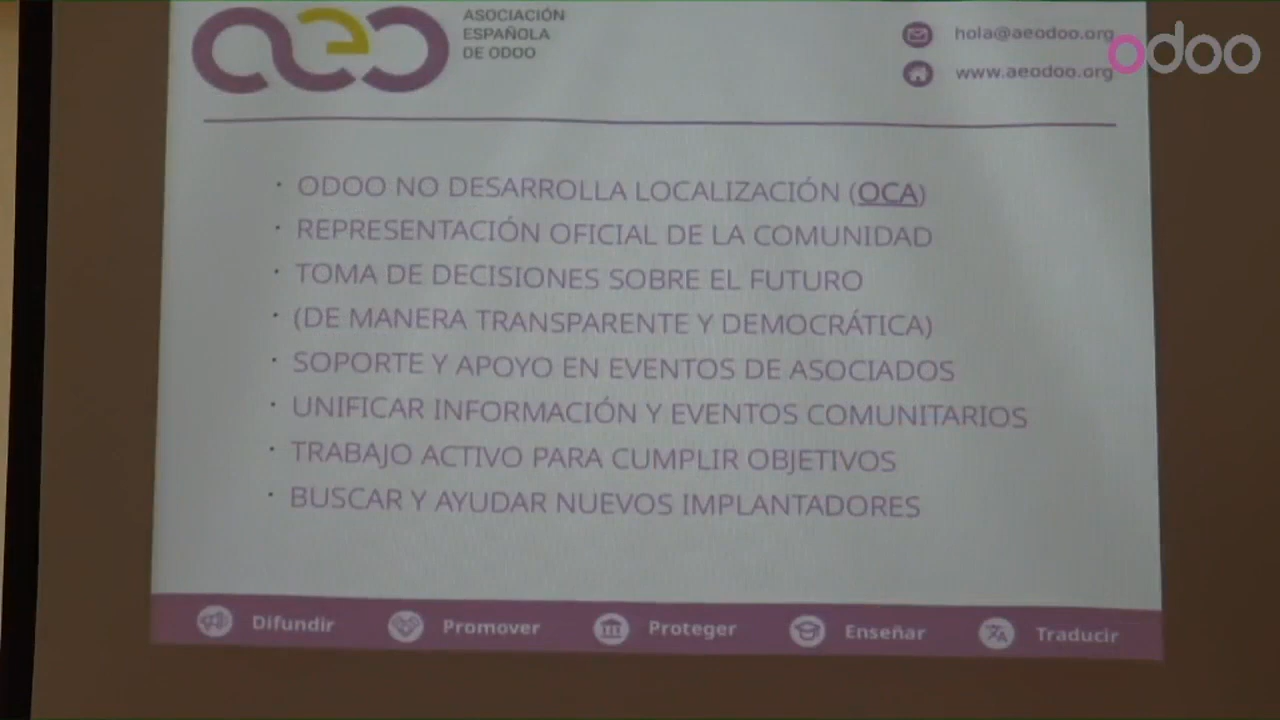 aeo
ASOCIACIÓN
ESPAÑOLA
DE ODOO
hola@aeodoo.org
www.aeodoo.org
odoo
· ODOO NO DESARROLLA LOCALIZACIÓN (OCA)
· REPRESENTACIÓN OFICIAL DE LA COMUNIDAD
· TOMA DE DECISIONES SOBRE EL FUTURO
· (DE MANERA TRANSPARENTE Y DEMOCRÁTICA)
· SOPORTE Y APOYO EN EVENTOS DE ASOCIADOS
· UNIFICAR INFORMACIÓN Y EVENTOS COMUNITARIOS
· TRABAJO ACTIVO PARA CUMPLIR OBJETIVOS
· BUSCAR Y AYUDAR NUEVOS IMPLANTADORES
Difundir Promover Proteger Enseñar Traducir